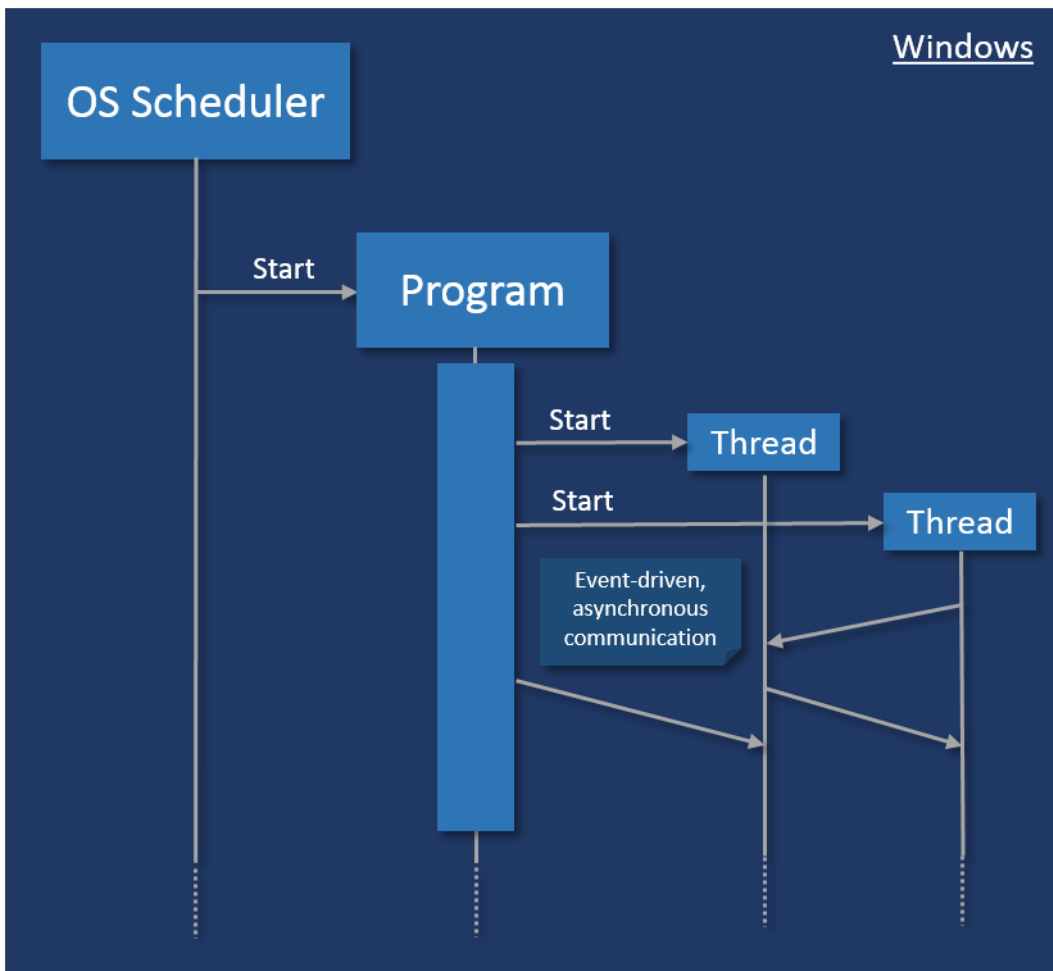 Windows
OS Scheduler
Start
Program
Start
Thread
Start
Thread
Event-driven,
asynchronous
communication